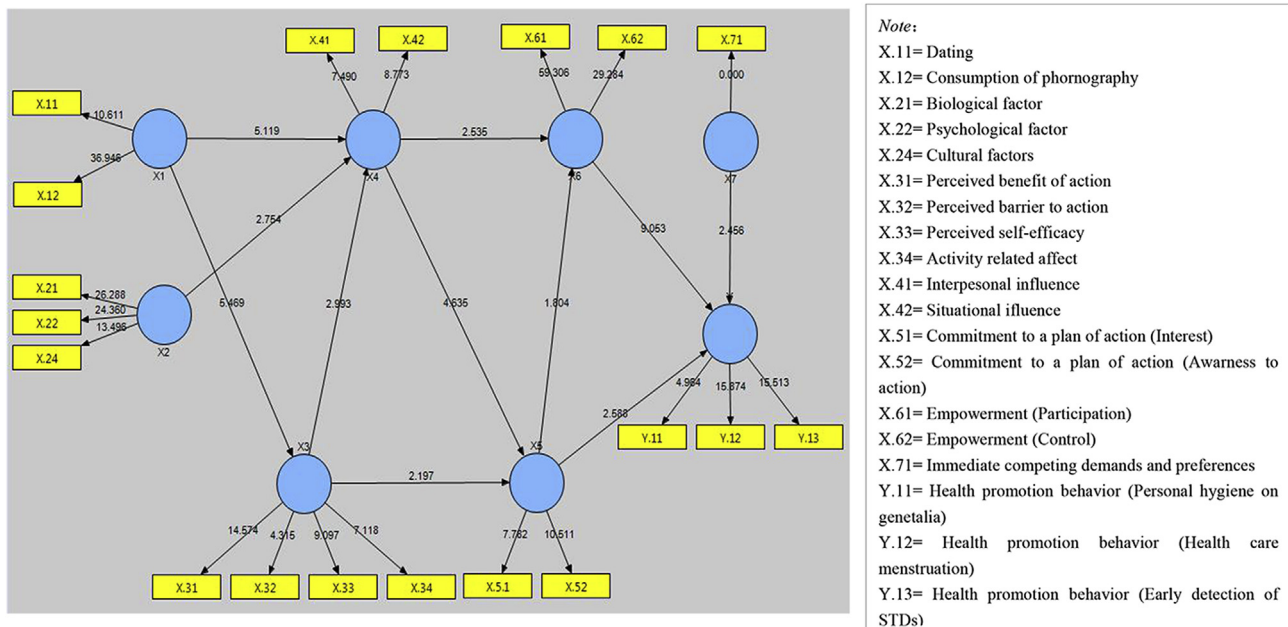 X.41
X.42
X.61
X.62
X.71
7.490
8.773
59.306
29.284
0.000
X.11
10.611
5.119
2.535
36.946
X1
X4
X6
X7
X.12
2.754
9.053
2.456
X.21
26.288
5.469
2.993
4.635
1.804
X.22
24.360
X.24
13.496
X2
4.964
15.674
15.513
2.588
X3
X5
Y.11
Y.12
Y.13
2.197
14.574
4.315
9.097
7.118
7.782
10.511
X.31
X.32
X.33
X.34
X.5.1
X.52
Note:
X.11= Dating
X.12= Consumption of phornography
X.21= Biological factor
X.22= Psychological factor
X.24= Cultural factors
X.31= Perceived benefit of action
X.32= Perceived barrier to action
X.33= Perceived self-efficacy
X.34= Activity related affect
X.41= Interpesonal influence
X.42= Situational ifluence
X.51= Commitment to a plan of action (Interest)
X.52= Commitment to a plan of action (Awarness to
action)
X.61= Empowerment (Participation)
X.62= Empowerment (Control)
X.71= Immediate competing demands and preferences
Y.11= Health promotion behavior (Personal hygiene on
genetalia)
Y.12= Health promotion behavior (Health care
menstruation)
Y.13= Health promotion behavior (Early detection of
STDs)